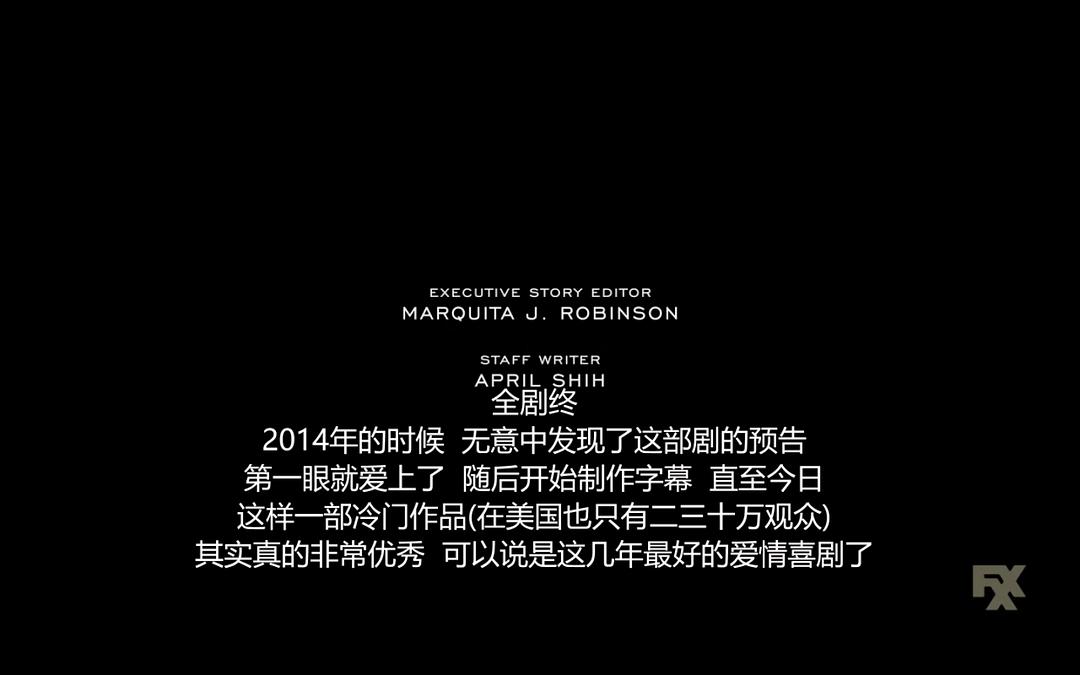 EXECUTIVE STORY EDITOR
MARQUITA J. ROBINSON
STAFF WRITER
APRIL SHIH
全剧终
2014年的时候 无意中发现了这部剧的预告
第一眼就爱上了 随后开始制作字幕 直至今日
这样一部冷门作品(在美国也只有二三十万观众)
其实真的非常优秀 可以说是这几年最好的爱情喜剧了
FXX